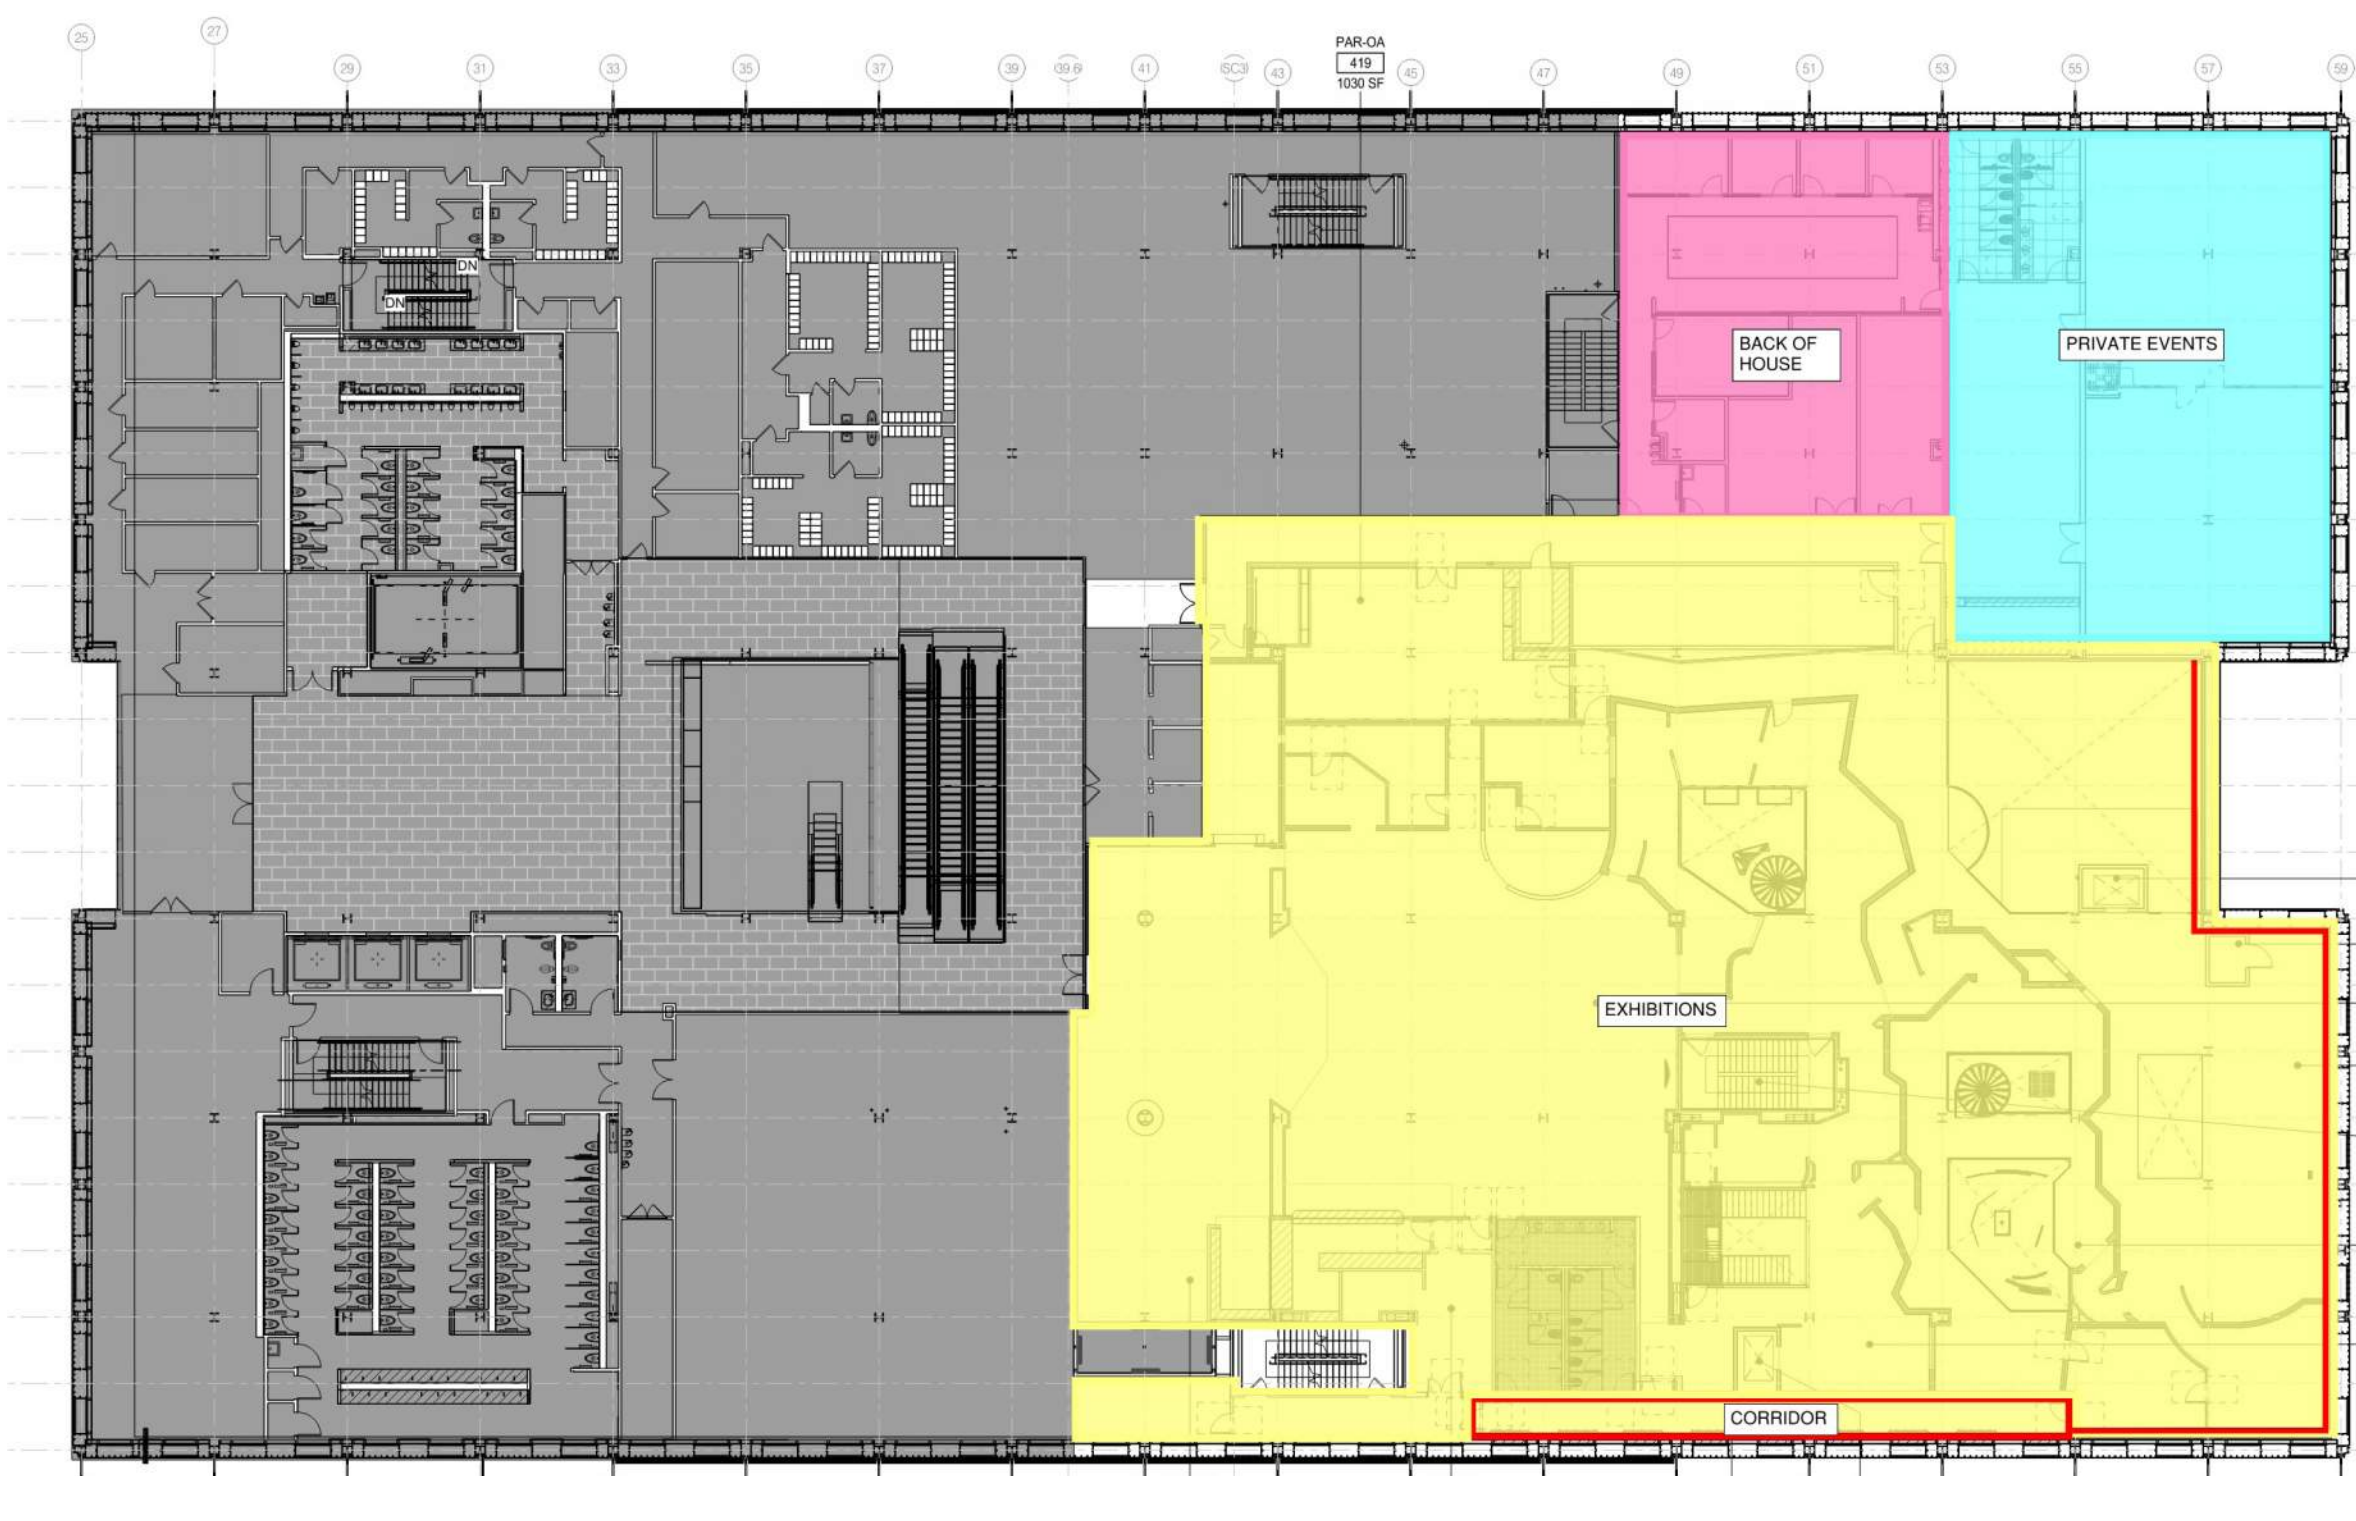 25
27
29
31
33
35
37
39
39.6
41
(SC3)
43
PAR-OA
419
1030 SF
45
47
49
51
53
55
57
59
DN
DN
BACK OF
HOUSE
PRIVATE EVENTS
EXHIBITIONS
CORRIDOR